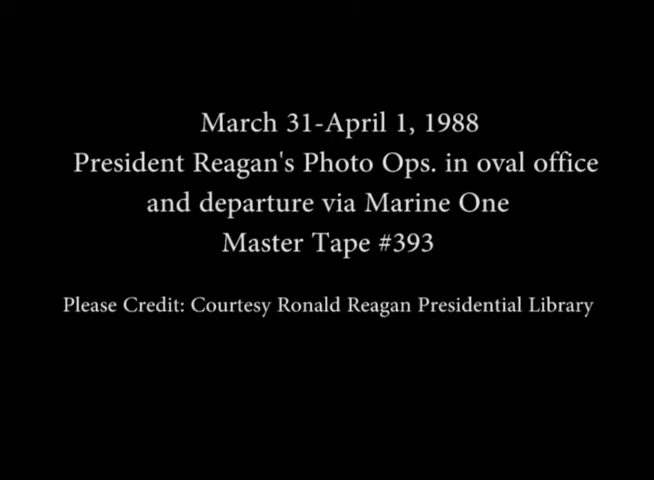 March 31-April 1, 1988
President Reagan's Photo Ops. in oval office
and departure via Marine One
Master Tape #393
Please Credit: Courtesy Ronald Reagan Presidential Library